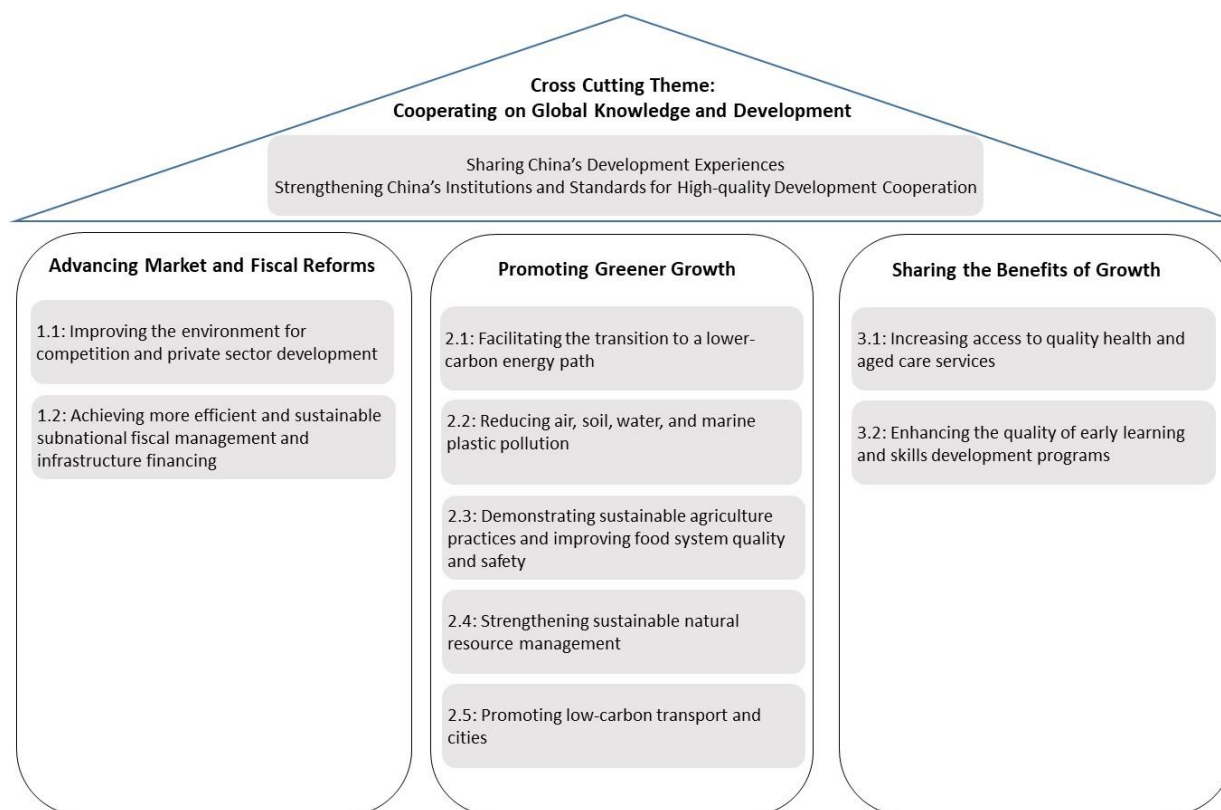 Cross Cutting Theme:
Cooperating on Global Knowledge and Development
Sharing China’s Development Experiences
Strengthening China’s Institutions and Standards for High-quality Development Cooperation
Advancing Market and Fiscal Reforms
1.1: Improving the environment for
competition and private sector development
1.2: Achieving more efficient and sustainable
subnational fiscal management and
infrastructure financing
Promoting Greener Growth
2.1: Facilitating the transition to a lower-
carbon energy path
2.2: Reducing air, soil, water, and marine
plastic pollution
2.3: Demonstrating sustainable agriculture
practices and improving food system quality
and safety
2.4: Strengthening sustainable natural
resource management
2.5: Promoting low-carbon transport and
cities
Sharing the Benefits of Growth
3.1: Increasing access to quality health and
aged care services
3.2: Enhancing the quality of early learning
and skills development programs